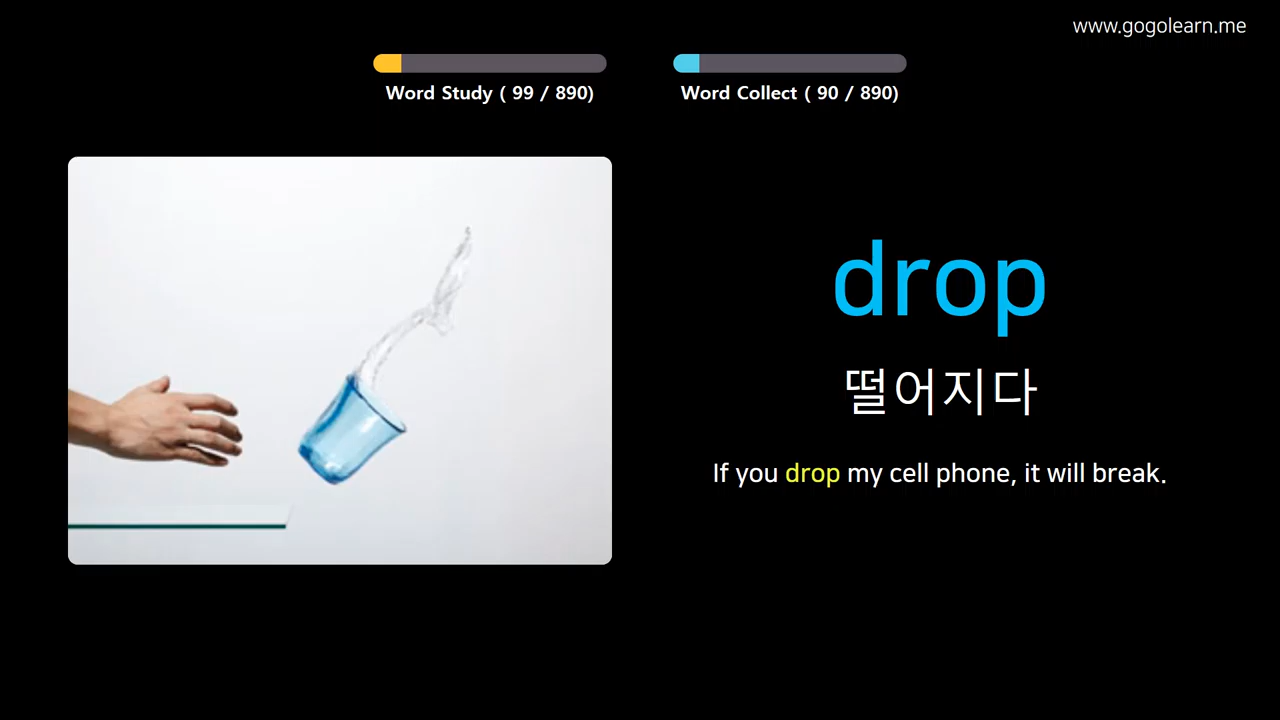 www.gogolearn.me
Word Study ( 99 / 890)
Word Collect ( 90 / 890)
drop
떨어지다
If you drop my cell phone, it will break.